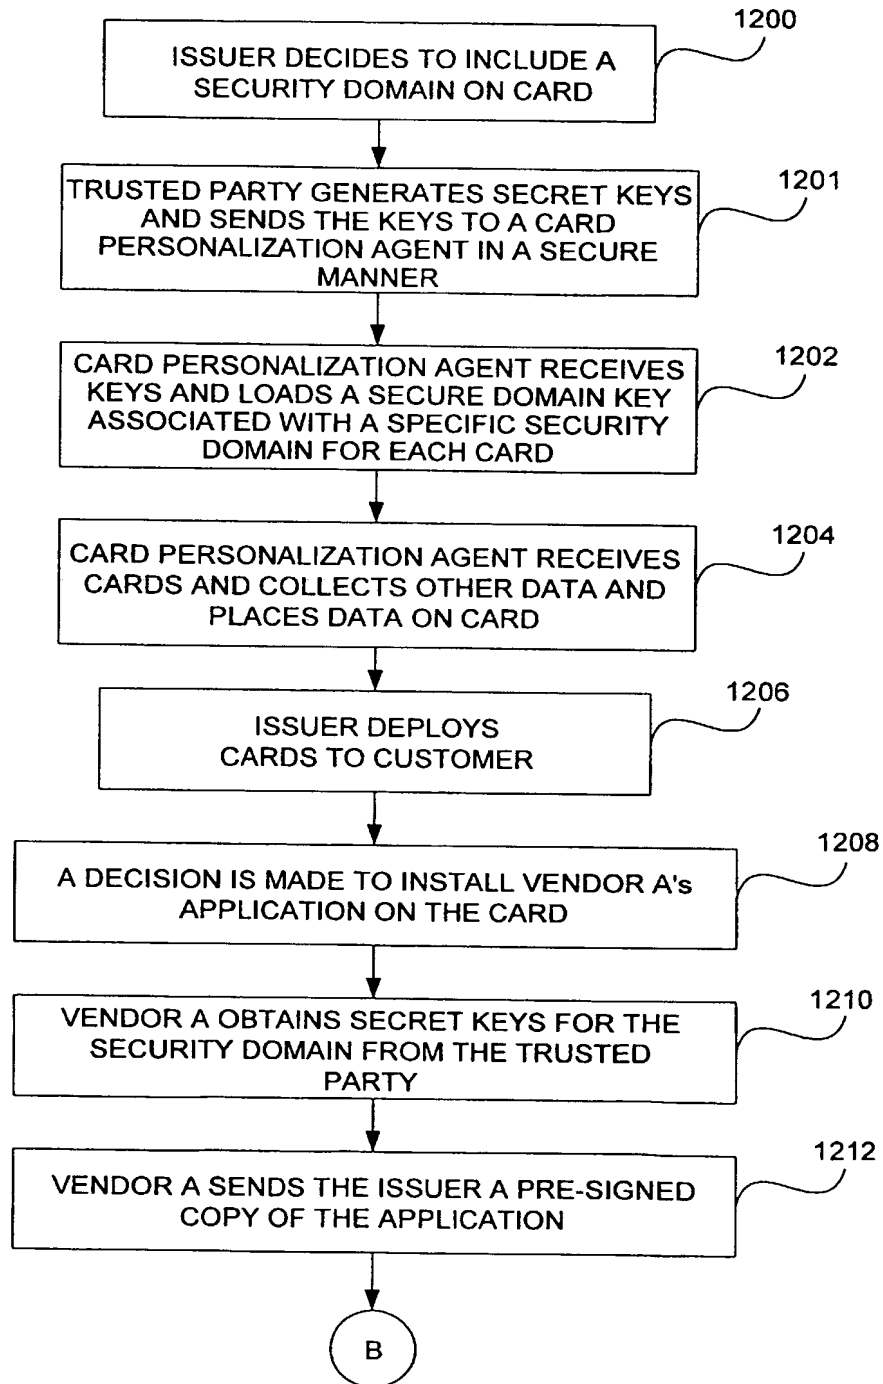 1200
ISSUER DECIDES TO INCLUDE A
SECURITY DOMAIN ON CARD
1201
TRUSTED PARTY GENERATES SECRET KEYS
AND SENDS THE KEYS TO A CARD
PERSONALIZATION AGENT IN A SECURE
MANNER
1202
CARD PERSONALIZATION AGENT RECEIVES
KEYS AND LOADS A SECURE DOMAIN KEY
ASSOCIATED WITH A SPECIFIC SECURITY
DOMAIN FOR EACH CARD
1204
CARD PERSONALIZATION AGENT RECEIVES
CARDS AND COLLECTS OTHER DATA AND
PLACES DATA ON CARD
1206
ISSUER DEPLOYS
CARDS TO CUSTOMER
1208
A DECISION IS MADE TO INSTALL VENDOR A's
APPLICATION ON THE CARD
1210
VENDOR A OBTAINS SECRET KEYS FOR THE
SECURITY DOMAIN FROM THE TRUSTED
PARTY
1212
VENDOR A SENDS THE ISSUER A PRE-SIGNED
COPY OF THE APPLICATION
B